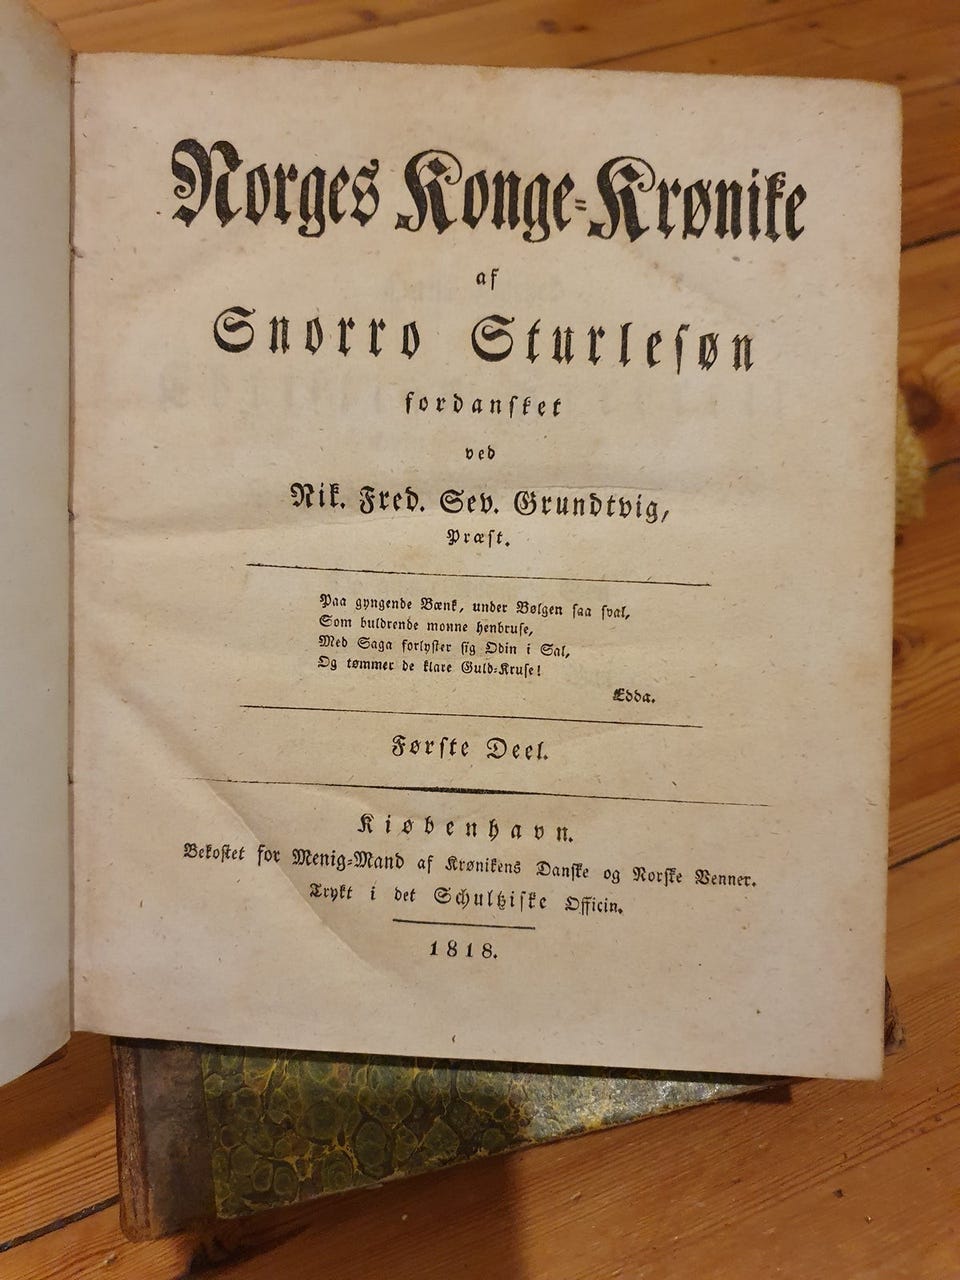 Norges Konge-Krønike
af
Snorro Sturlesøn
fordansket
ved
Nik. Fred. Sev. Grundtvig,
Præst.
Paa gyngende Bænk, under Bølgen saa sval,
Som buldrende monne henbruse,
Med Saga forlyster sig Odin i Sal,
Og tømmer de klare Guld-Kruse!
Edda.
Første Deel.
Kiøbenhavn.
Bekostet for Menig-Mand af Krønikens Danske og Norske Venner.
Trykt i det Schultziske Officin.
1818.